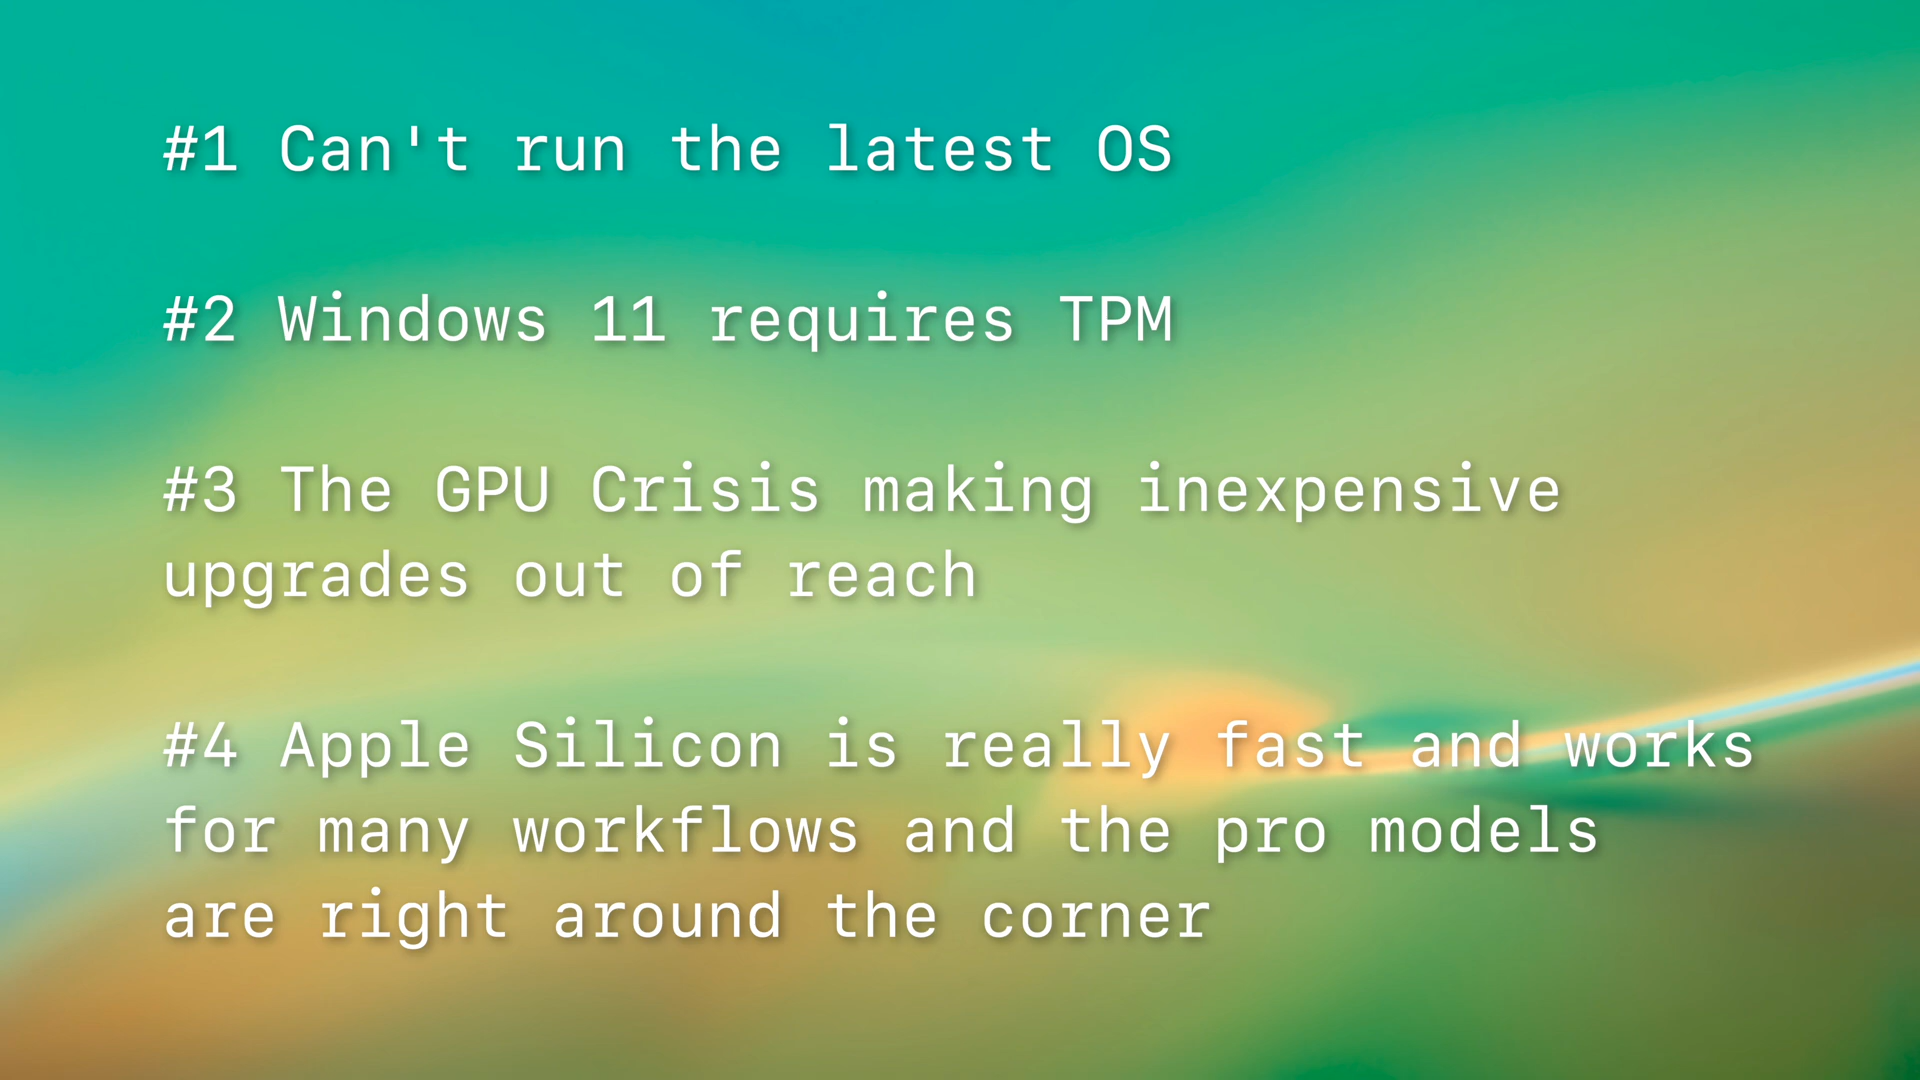 #1 Can't run the latest OS
#2 Windows 11 requires TPM
#3 The GPU Crisis making inexpensive
upgrades out of reach
#4 Apple Silicon is really fast and works
for many workflows and the pro models
are right around the corner